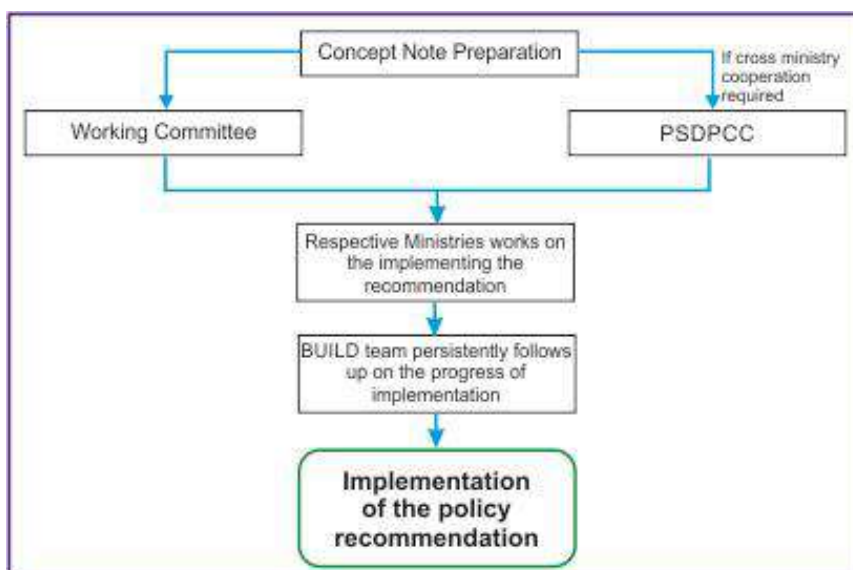 Concept Note Preparation
If cross ministry
cooperation
required
Working Committee
PSDPCC
Respective Ministries works on
the implementing the
recommendation
BUILD team persistently follows
up on the progress of
implementation
Implementation
of the policy
recommendation